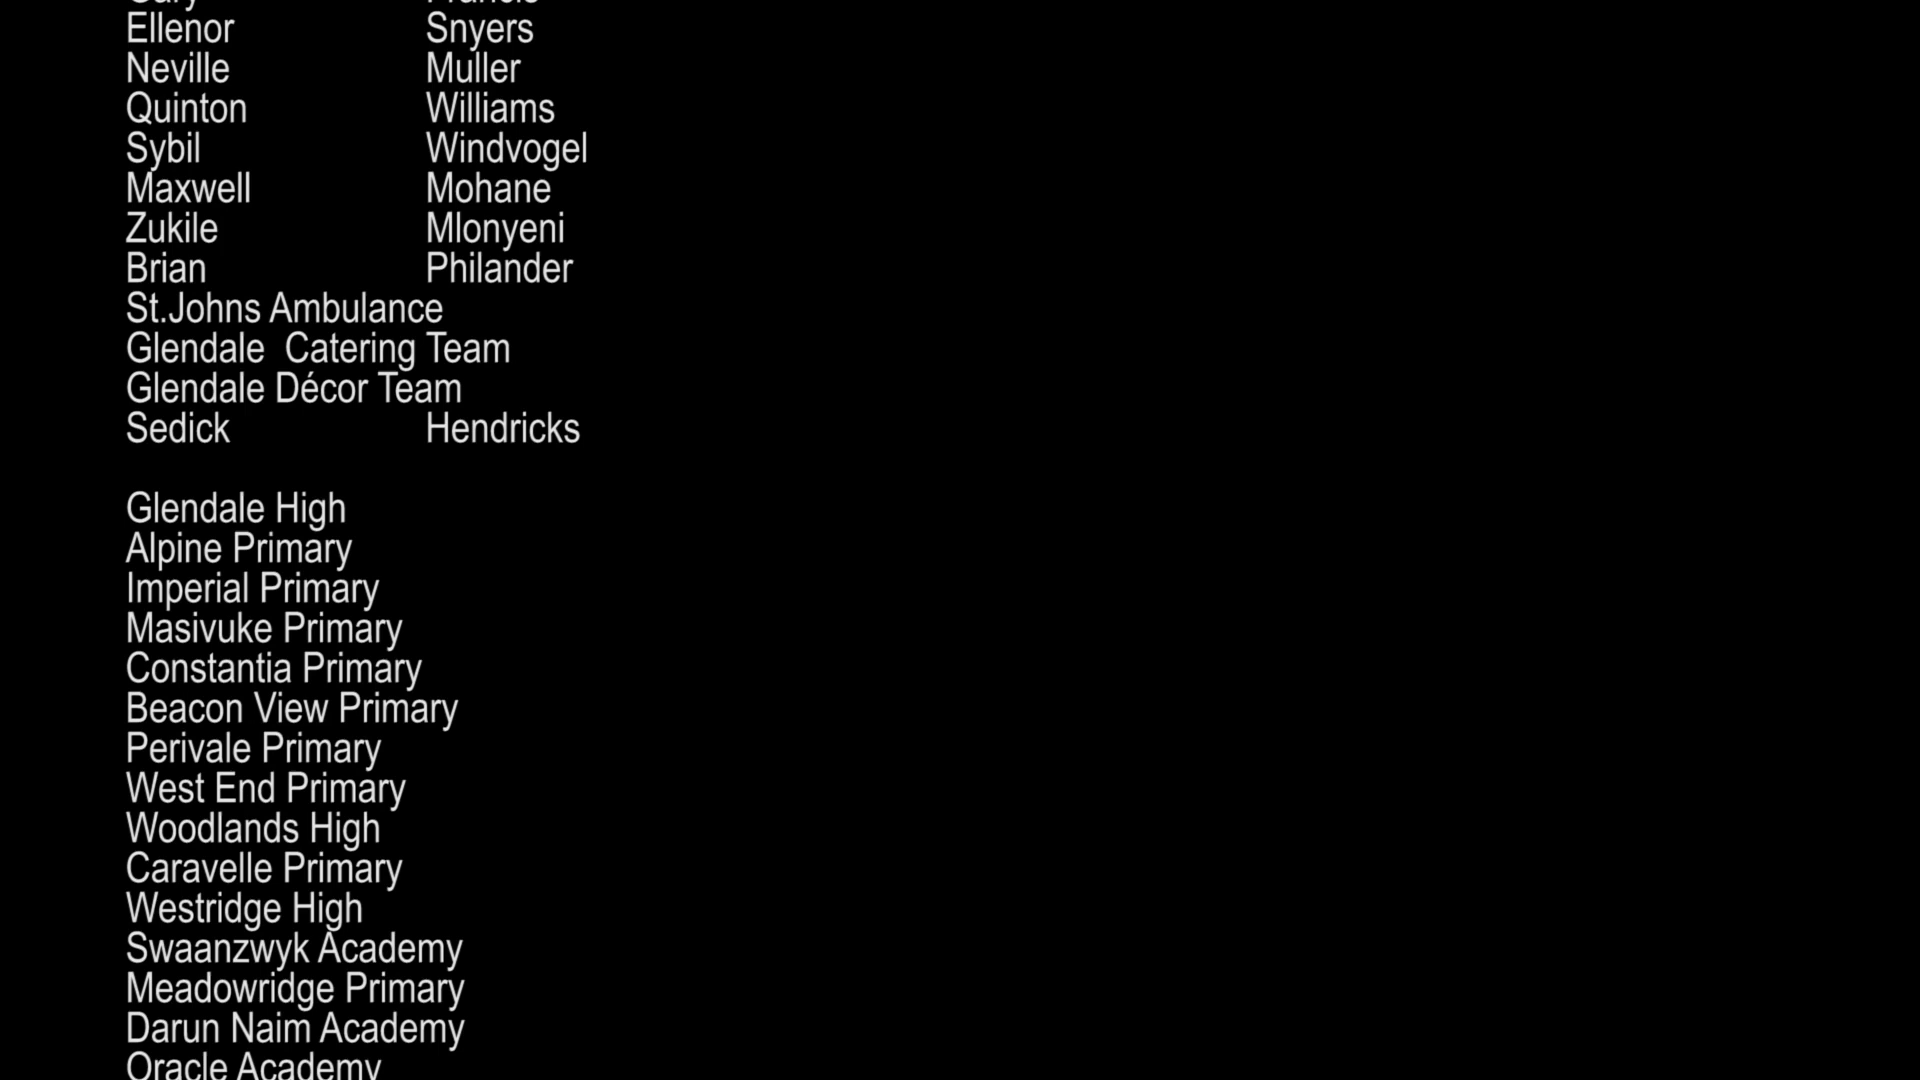 Gary Francis
Ellenor Snyers
Neville Muller
Quinton Williams
Sybil Windvogel
Maxwell Mohane
Zukile Mlonyeni
Brian Philander
St.Johns Ambulance
Glendale  Catering Team
Glendale Décor Team
Sedick Hendricks
Glendale High
Alpine Primary
Imperial Primary
Masivuke Primary
Constantia Primary
Beacon View Primary
Perivale Primary
West End Primary
Woodlands High
Caravelle Primary
Westridge High
Swaanzwyk Academy
Meadowridge Primary
Darun Naim Academy
Oracle Academy